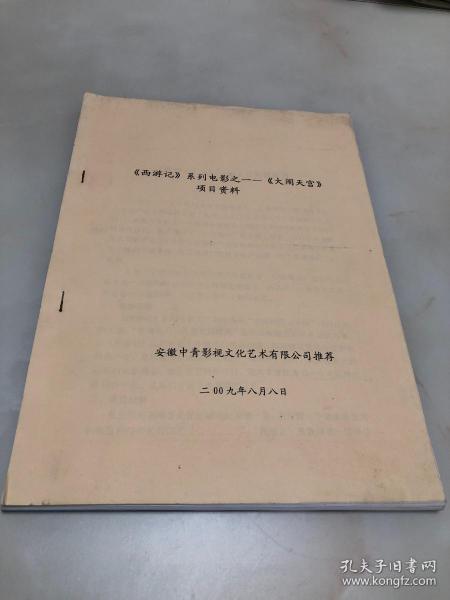 《西游记》系列电影之——《大闹天宫》
项目资料
安徽中青影视文化艺术有限公司推荐
二00九年八月八日
孔夫子旧书网
www.kongfz.com